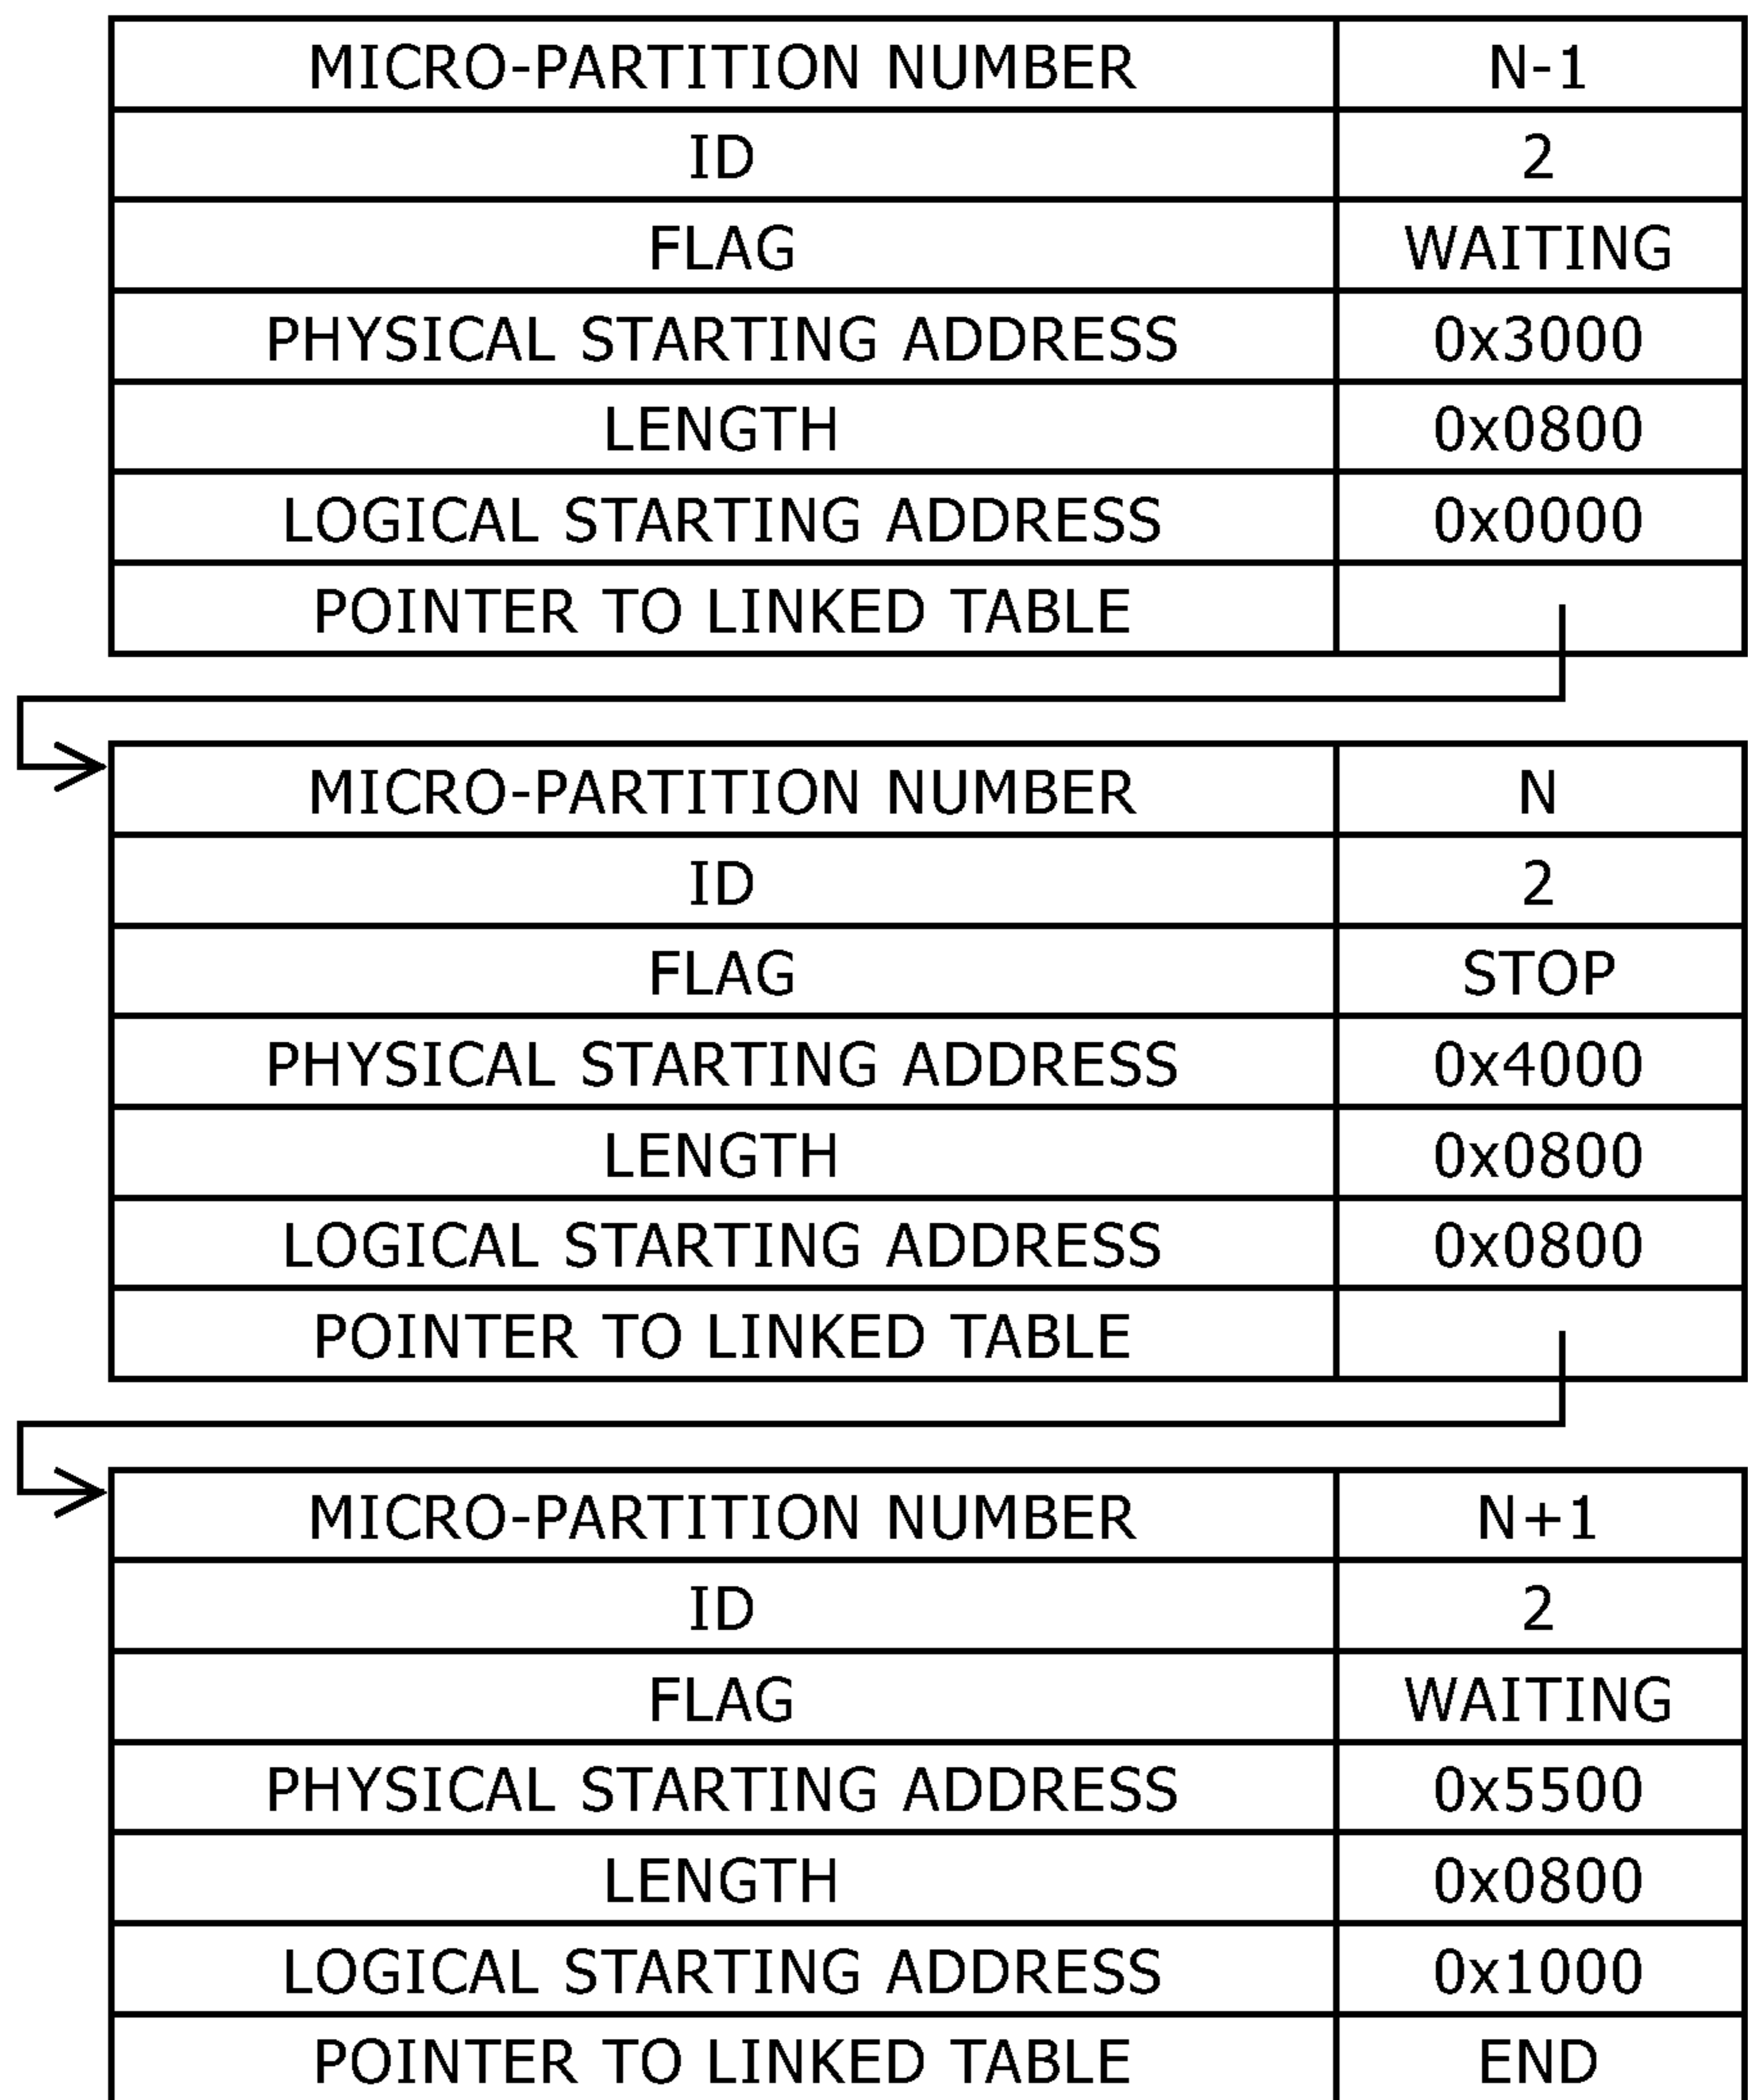 MICRO-PARTITION NUMBER N-1
ID 2
FLAG WAITING
PHYSICAL STARTING ADDRESS 0x3000
LENGTH 0x0800
LOGICAL STARTING ADDRESS 0x0000
POINTER TO LINKED TABLE
MICRO-PARTITION NUMBER N
ID 2
FLAG STOP
PHYSICAL STARTING ADDRESS 0x4000
LENGTH 0x0800
LOGICAL STARTING ADDRESS 0x0800
POINTER TO LINKED TABLE
MICRO-PARTITION NUMBER N+1
ID 2
FLAG WAITING
PHYSICAL STARTING ADDRESS 0x5500
LENGTH 0x0800
LOGICAL STARTING ADDRESS 0x1000
POINTER TO LINKED TABLE END